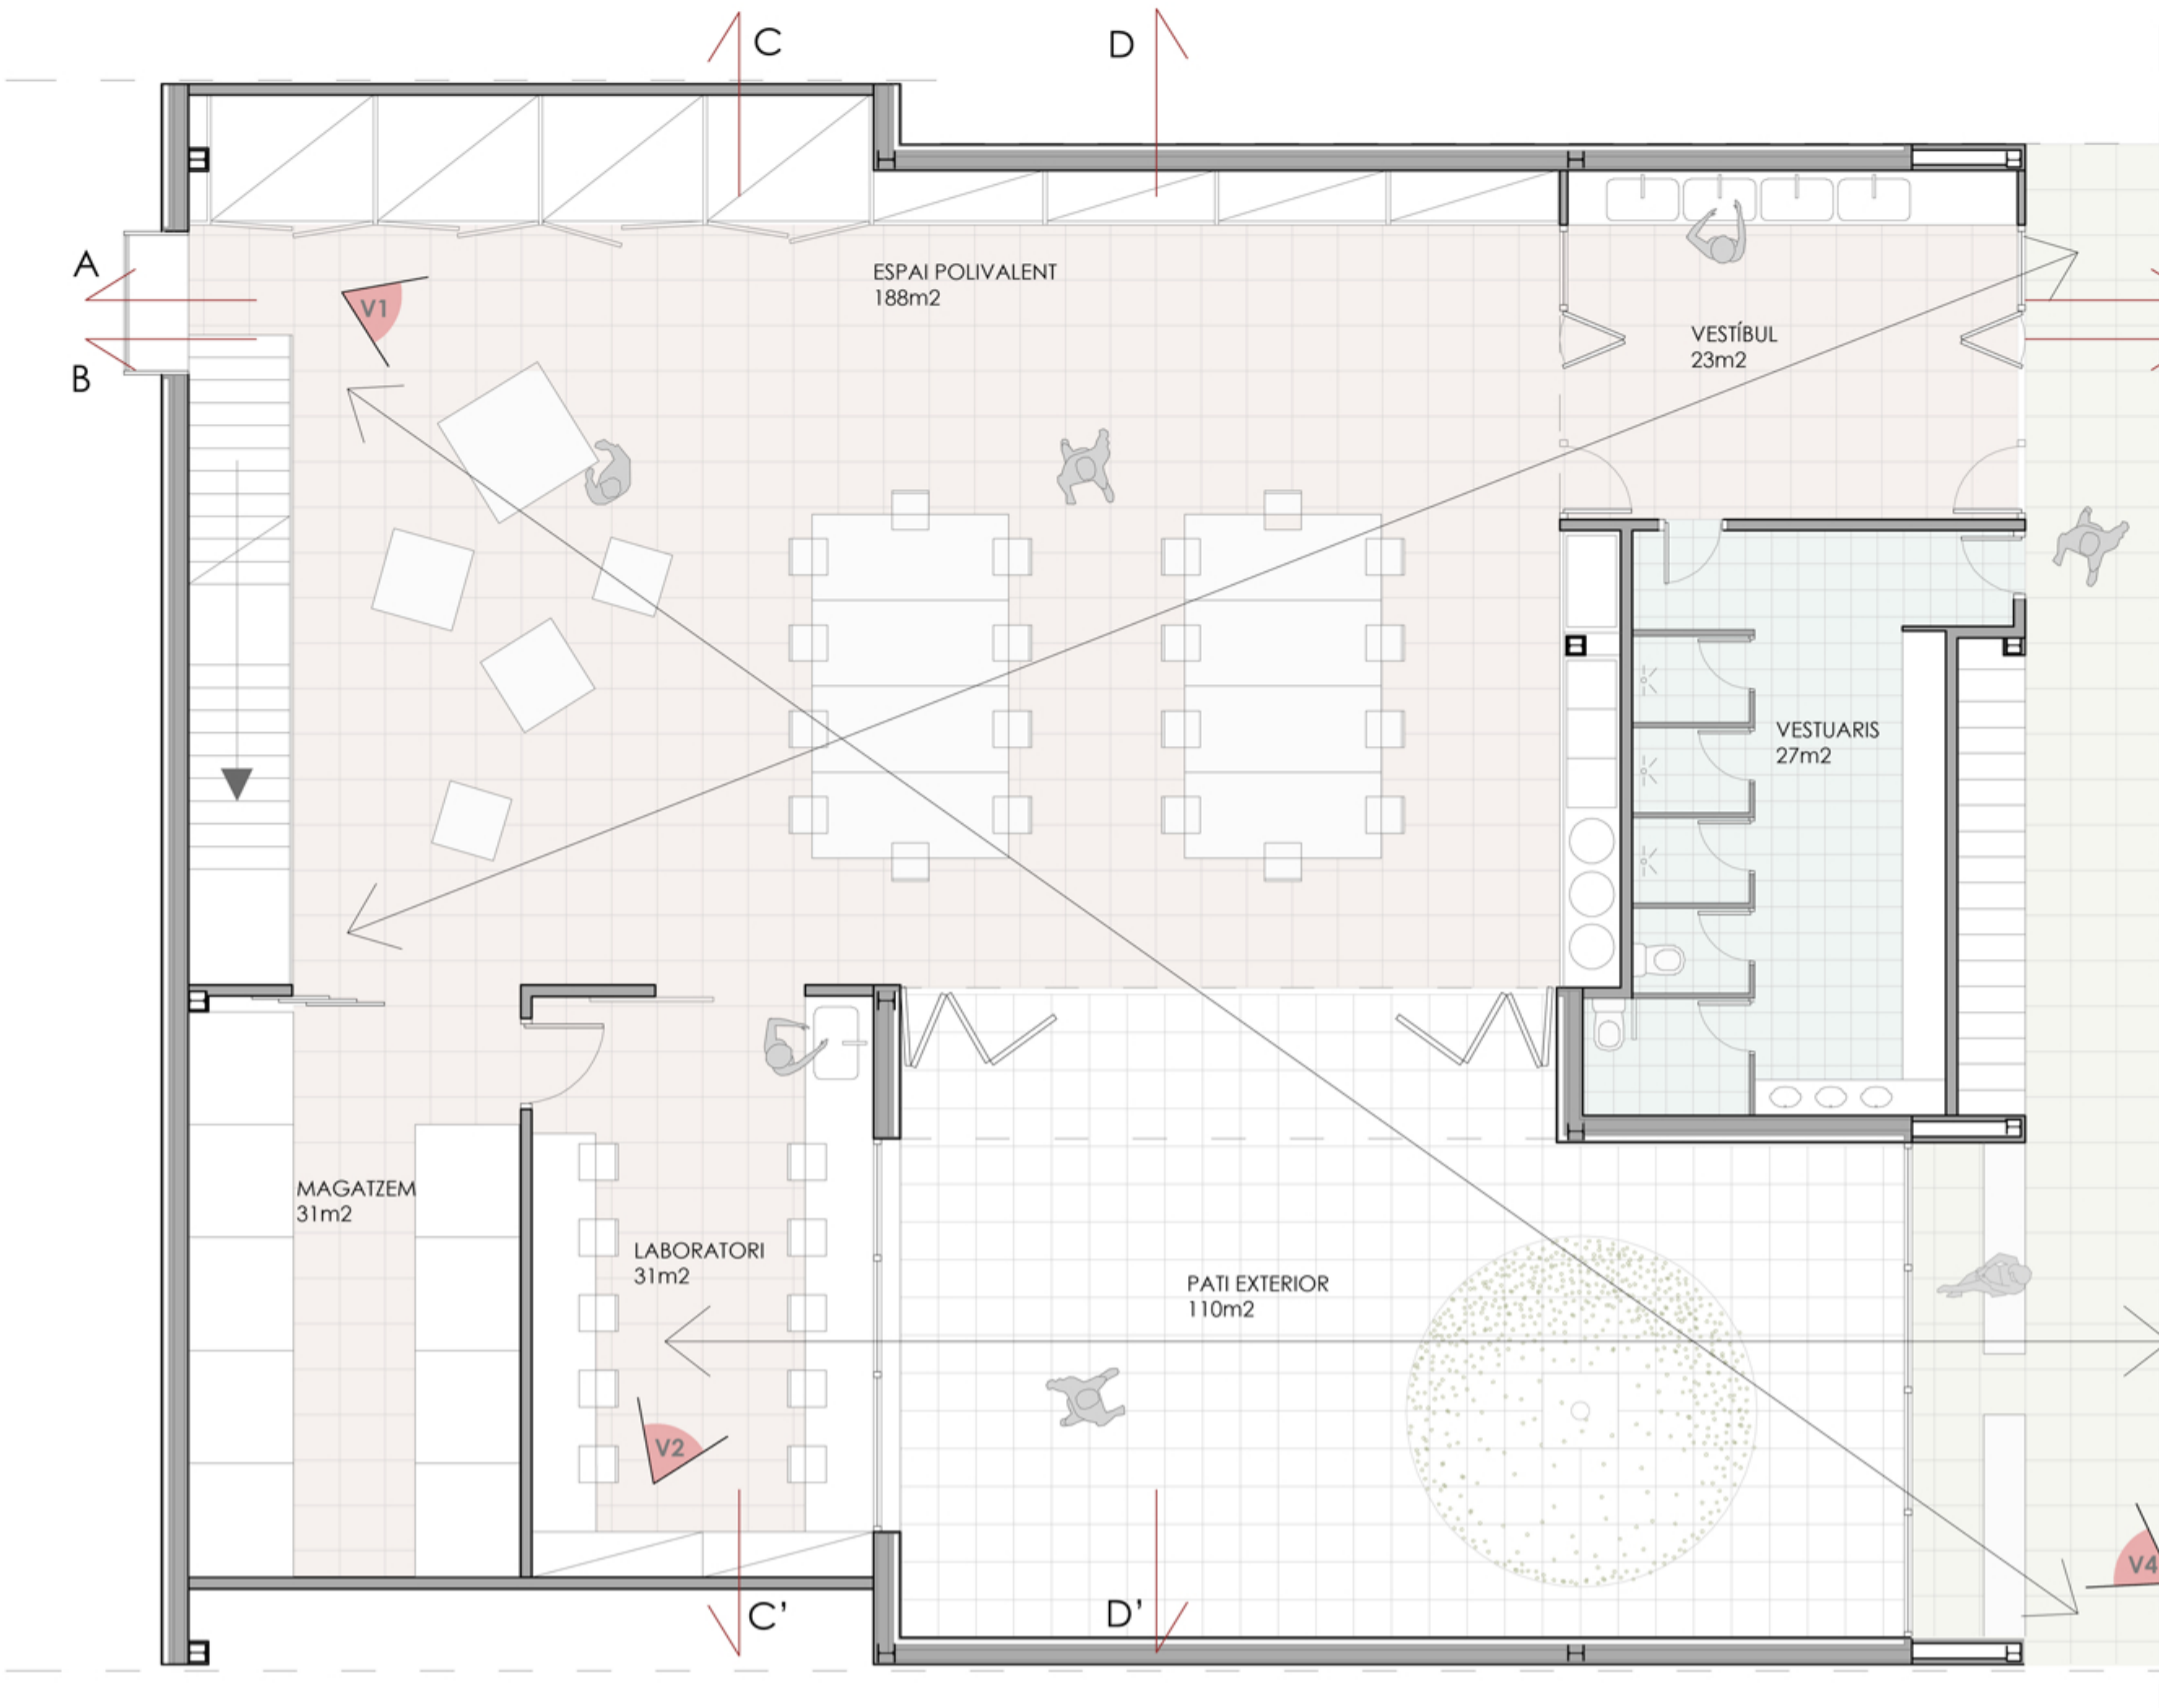 C
D
A
B
V1
ESPAI POLIVALENT
188m2
VESTÍBUL
23m2
VESTUARIS
27m2
MAGATZEM
31m2
LABORATORI
31m2
PATI EXTERIOR
110m2
V2
V4
C'
D'